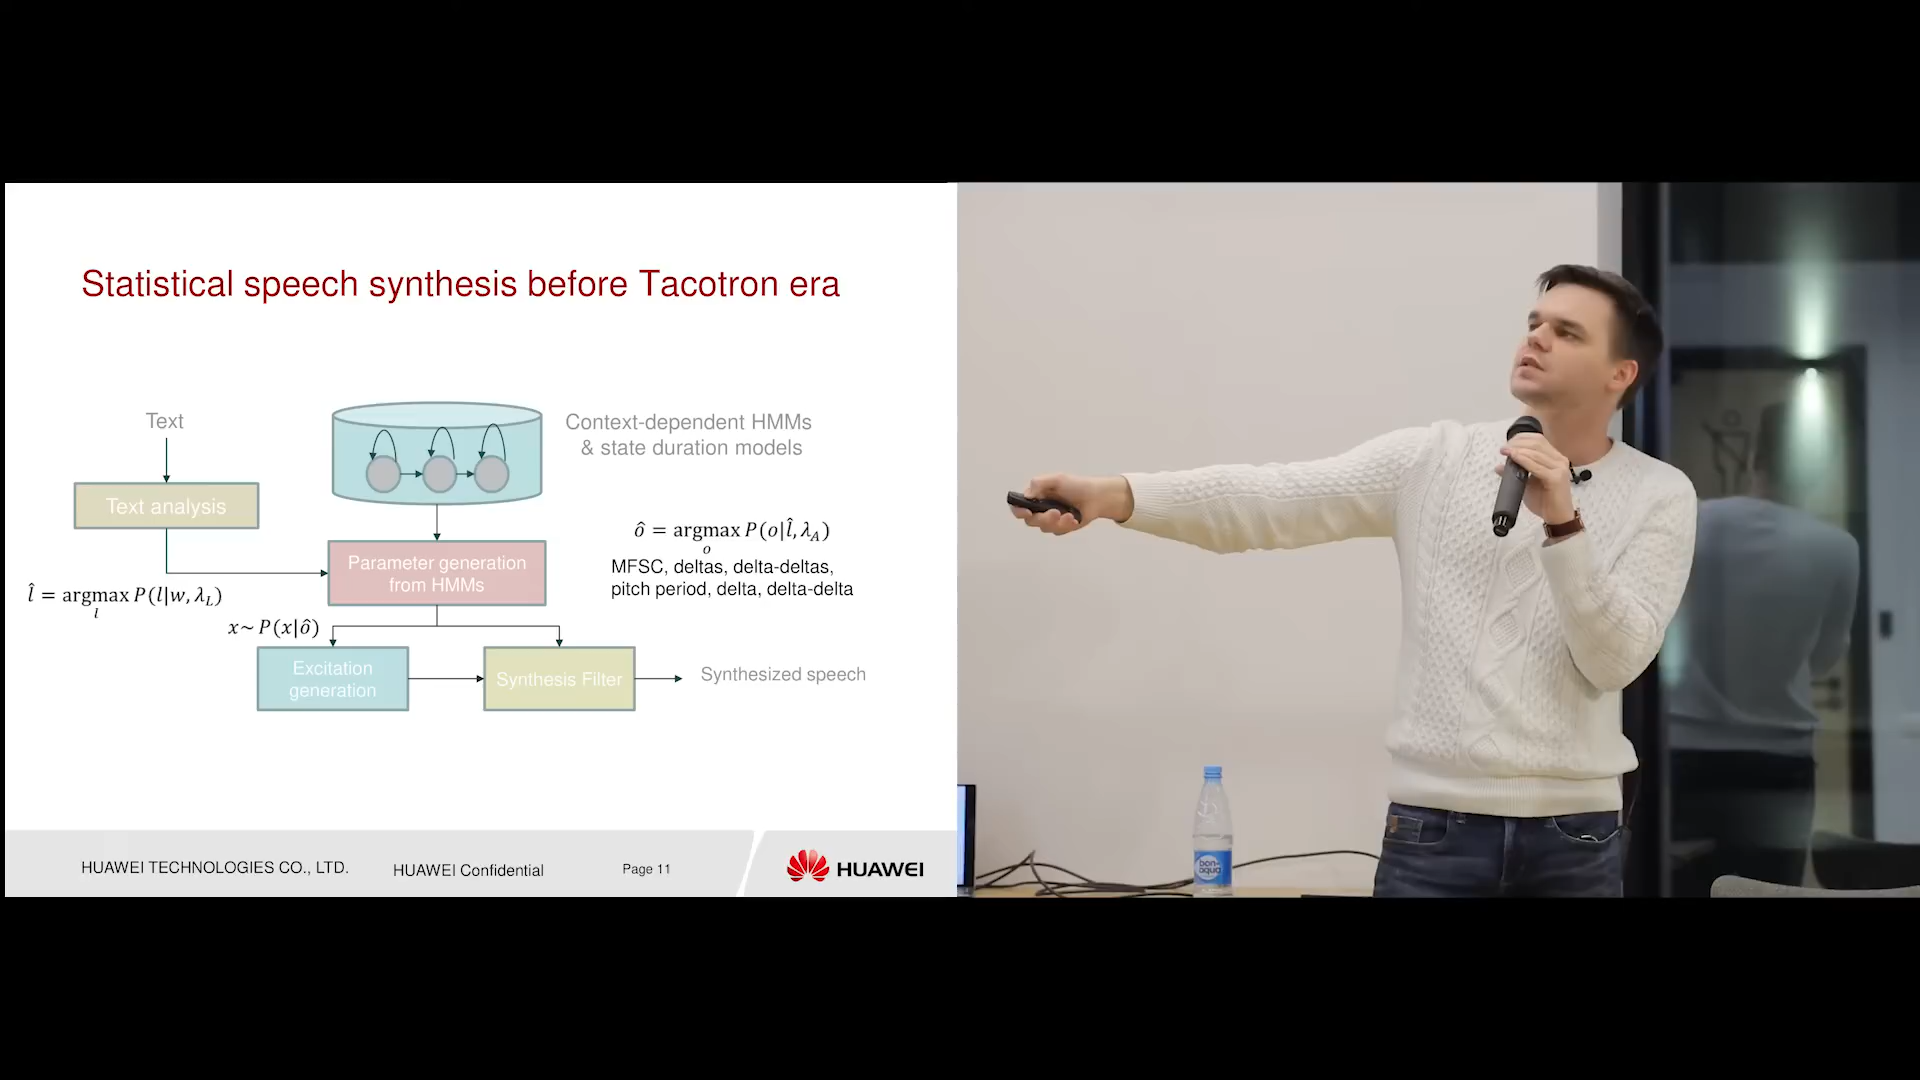 Statistical speech synthesis before Tacotron era
Text
Context-dependent HMMs
& state duration models
Text analysis
ô = argmax P(o|l̂, λ_A)
o
Parameter generation
from HMMs
MFSC, deltas, delta-deltas,
pitch period, delta, delta-delta
l̂ = argmax P(l|w, λ_L)
l
x~ P(x|ô)
Excitation
generation
Synthesis Filter
Synthesized speech
HUAWEI TECHNOLOGIES CO., LTD.
HUAWEI Confidential
Page 11
HUAWEI
bon-
aqua